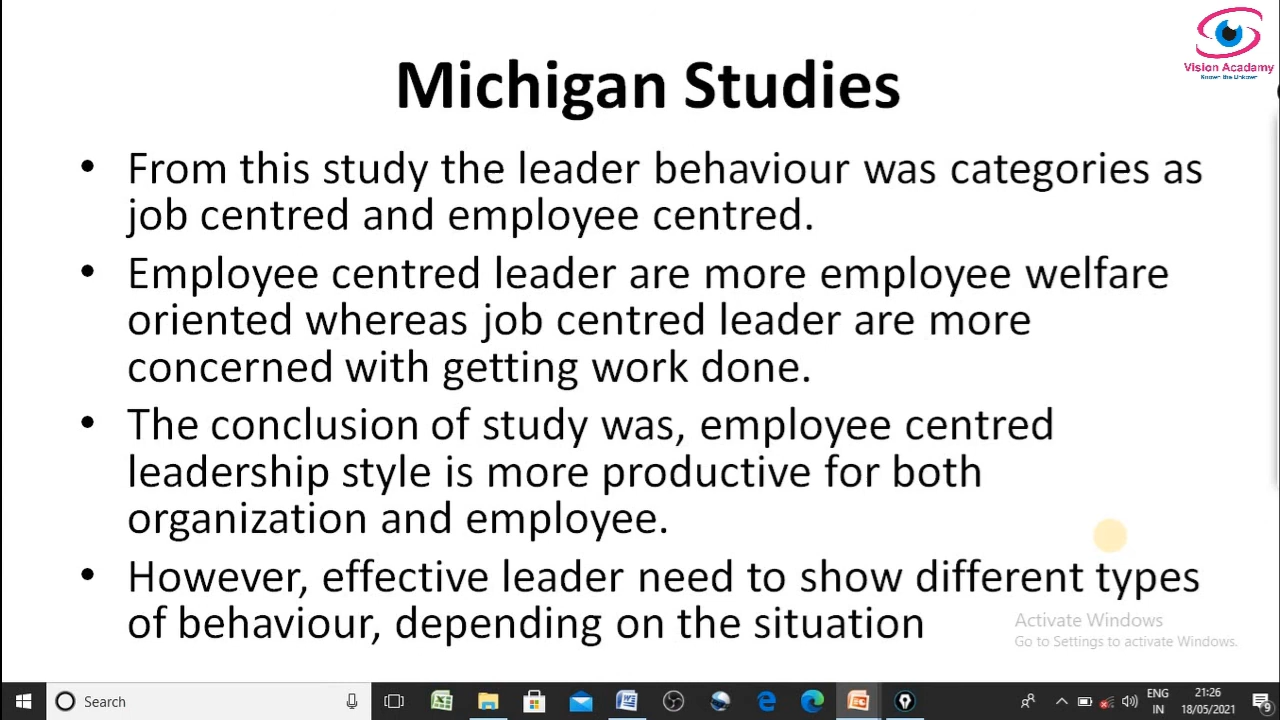 Vision Academy
Known the Unkown
Michigan Studies
• From this study the leader behaviour was categories as
job centred and employee centred.
• Employee centred leader are more employee welfare
oriented whereas job centred leader are more
concerned with getting work done.
• The conclusion of study was, employee centred
leadership style is more productive for both
organization and employee.
• However, effective leader need to show different types
of behaviour, depending on the situation
Activate Windows
Go to Settings to activate Windows.
Search
ENG
IN
21:26
18/05/2021
9